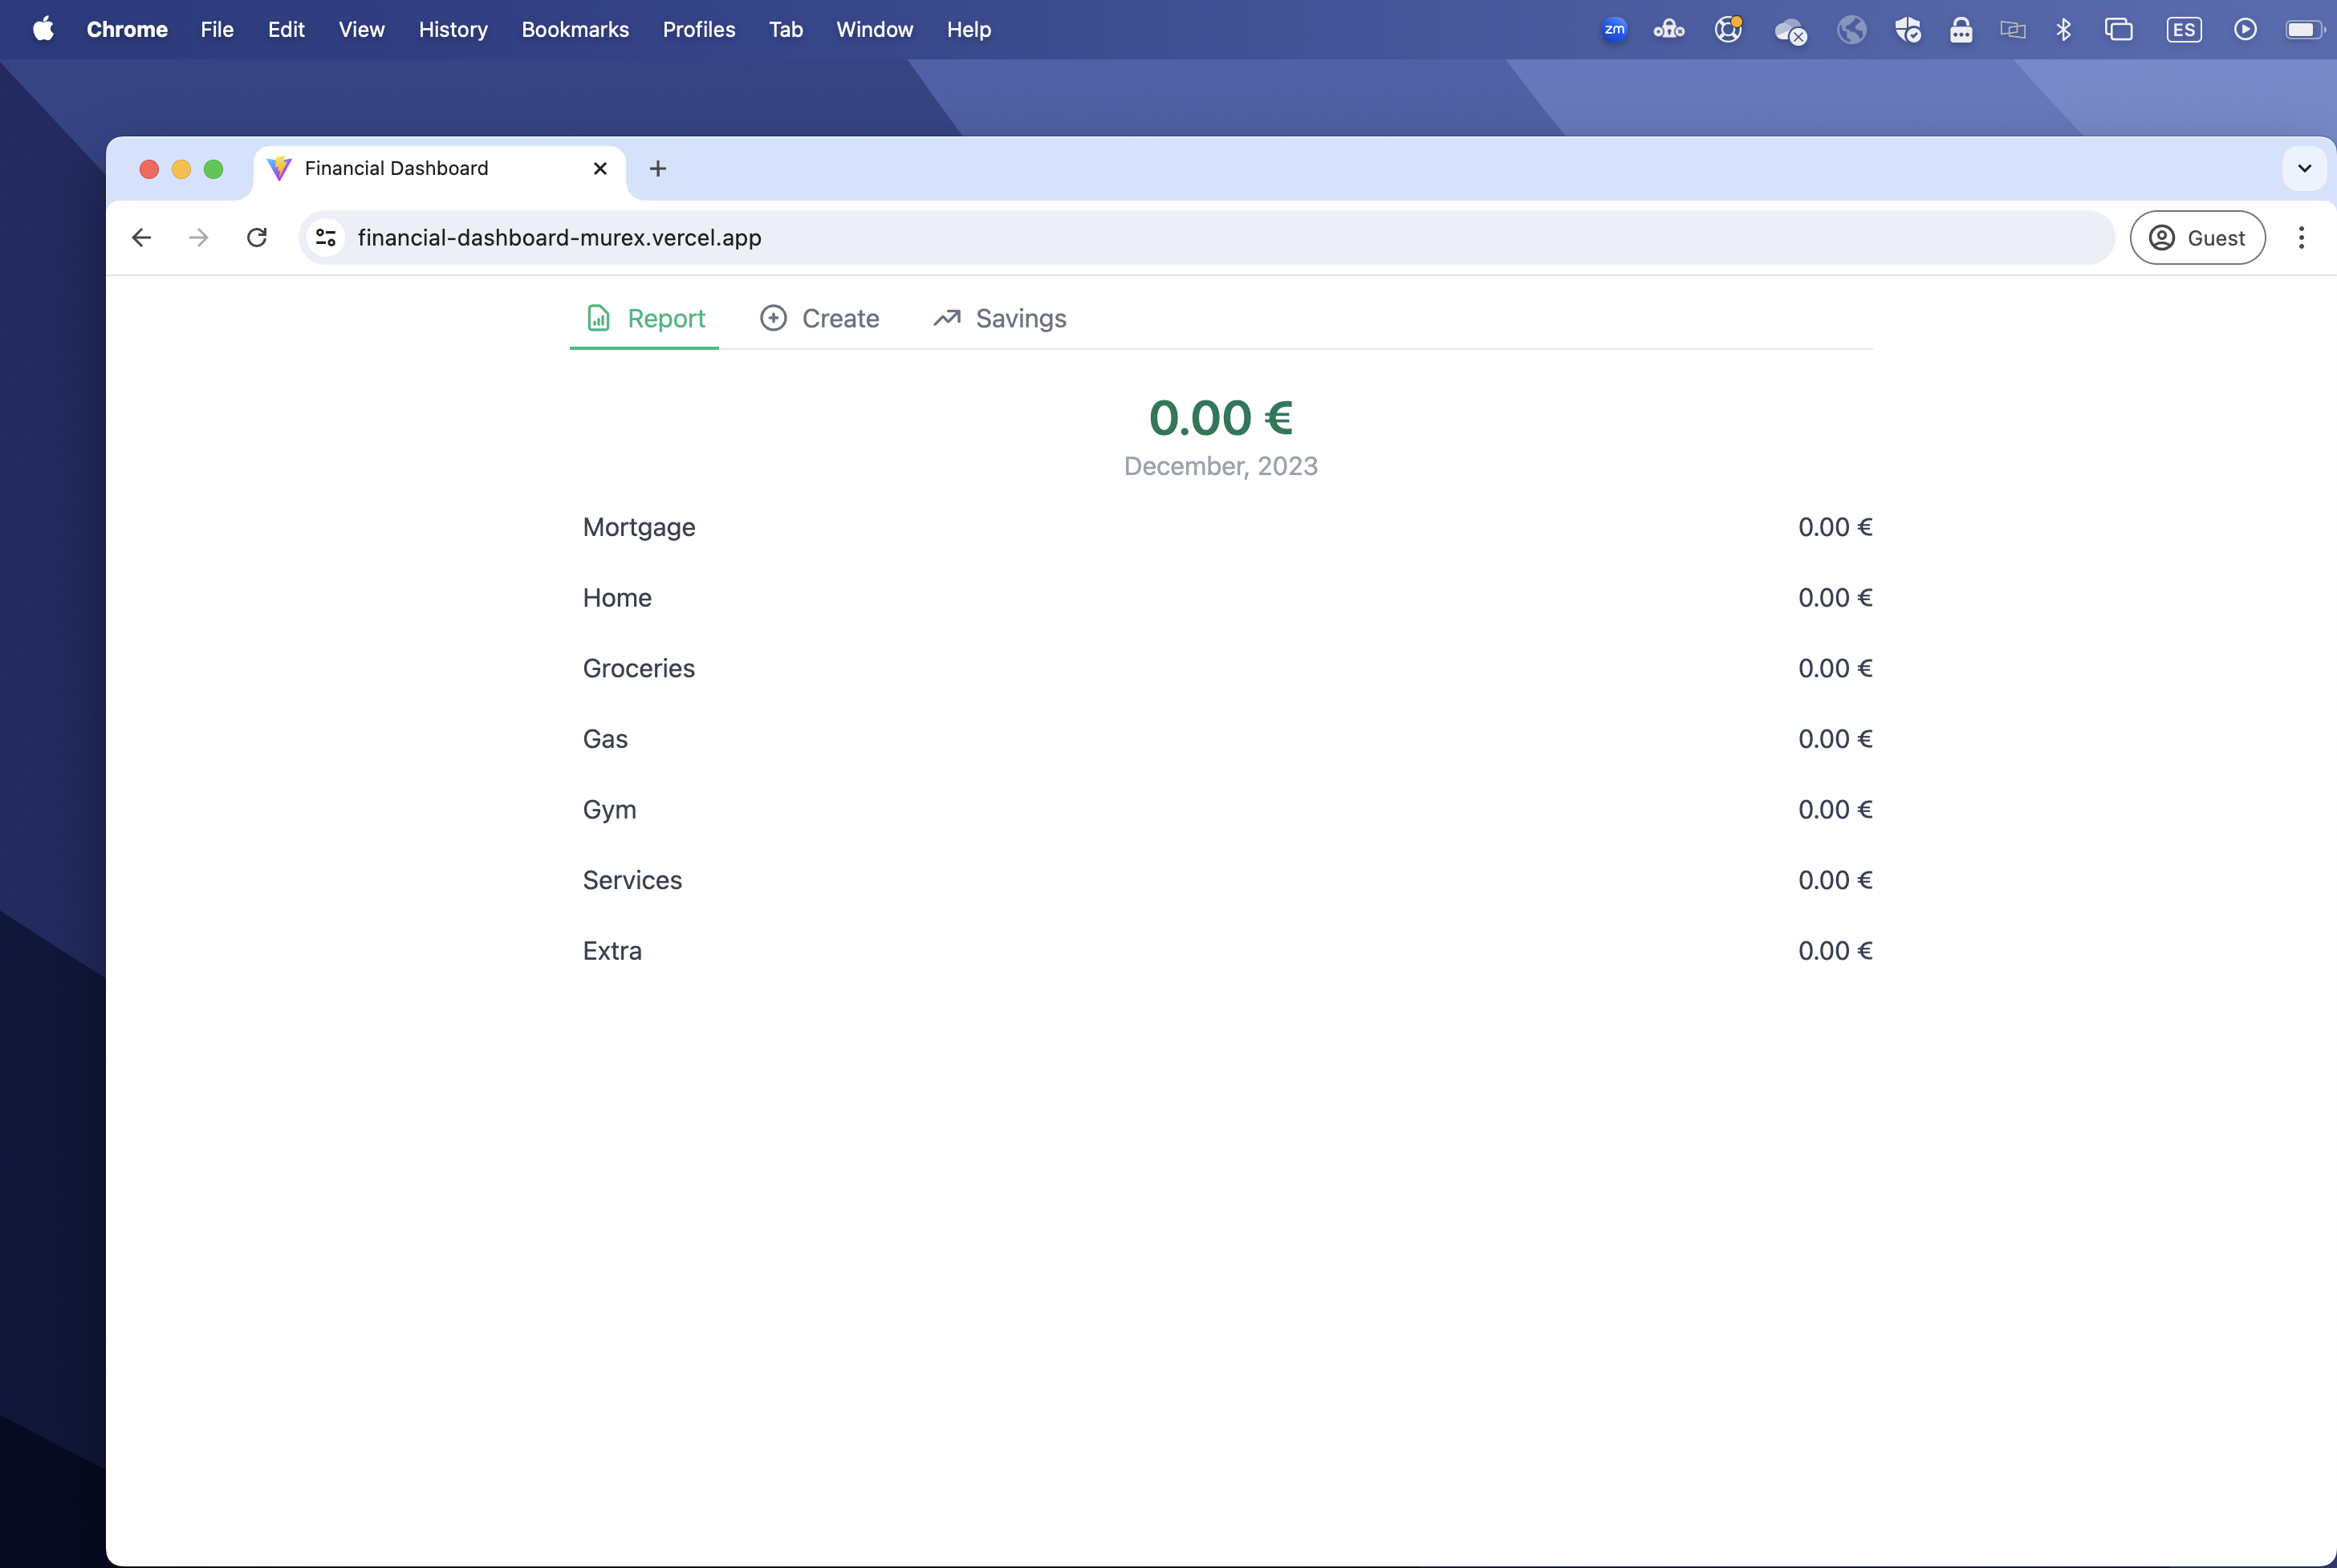 Chrome File Edit View History Bookmarks Profiles Tab Window Help zm ES
Financial Dashboard
financial-dashboard-murex.vercel.app Guest
Report Create Savings
0.00 €
December, 2023
Mortgage 0.00 €
Home 0.00 €
Groceries 0.00 €
Gas 0.00 €
Gym 0.00 €
Services 0.00 €
Extra 0.00 €